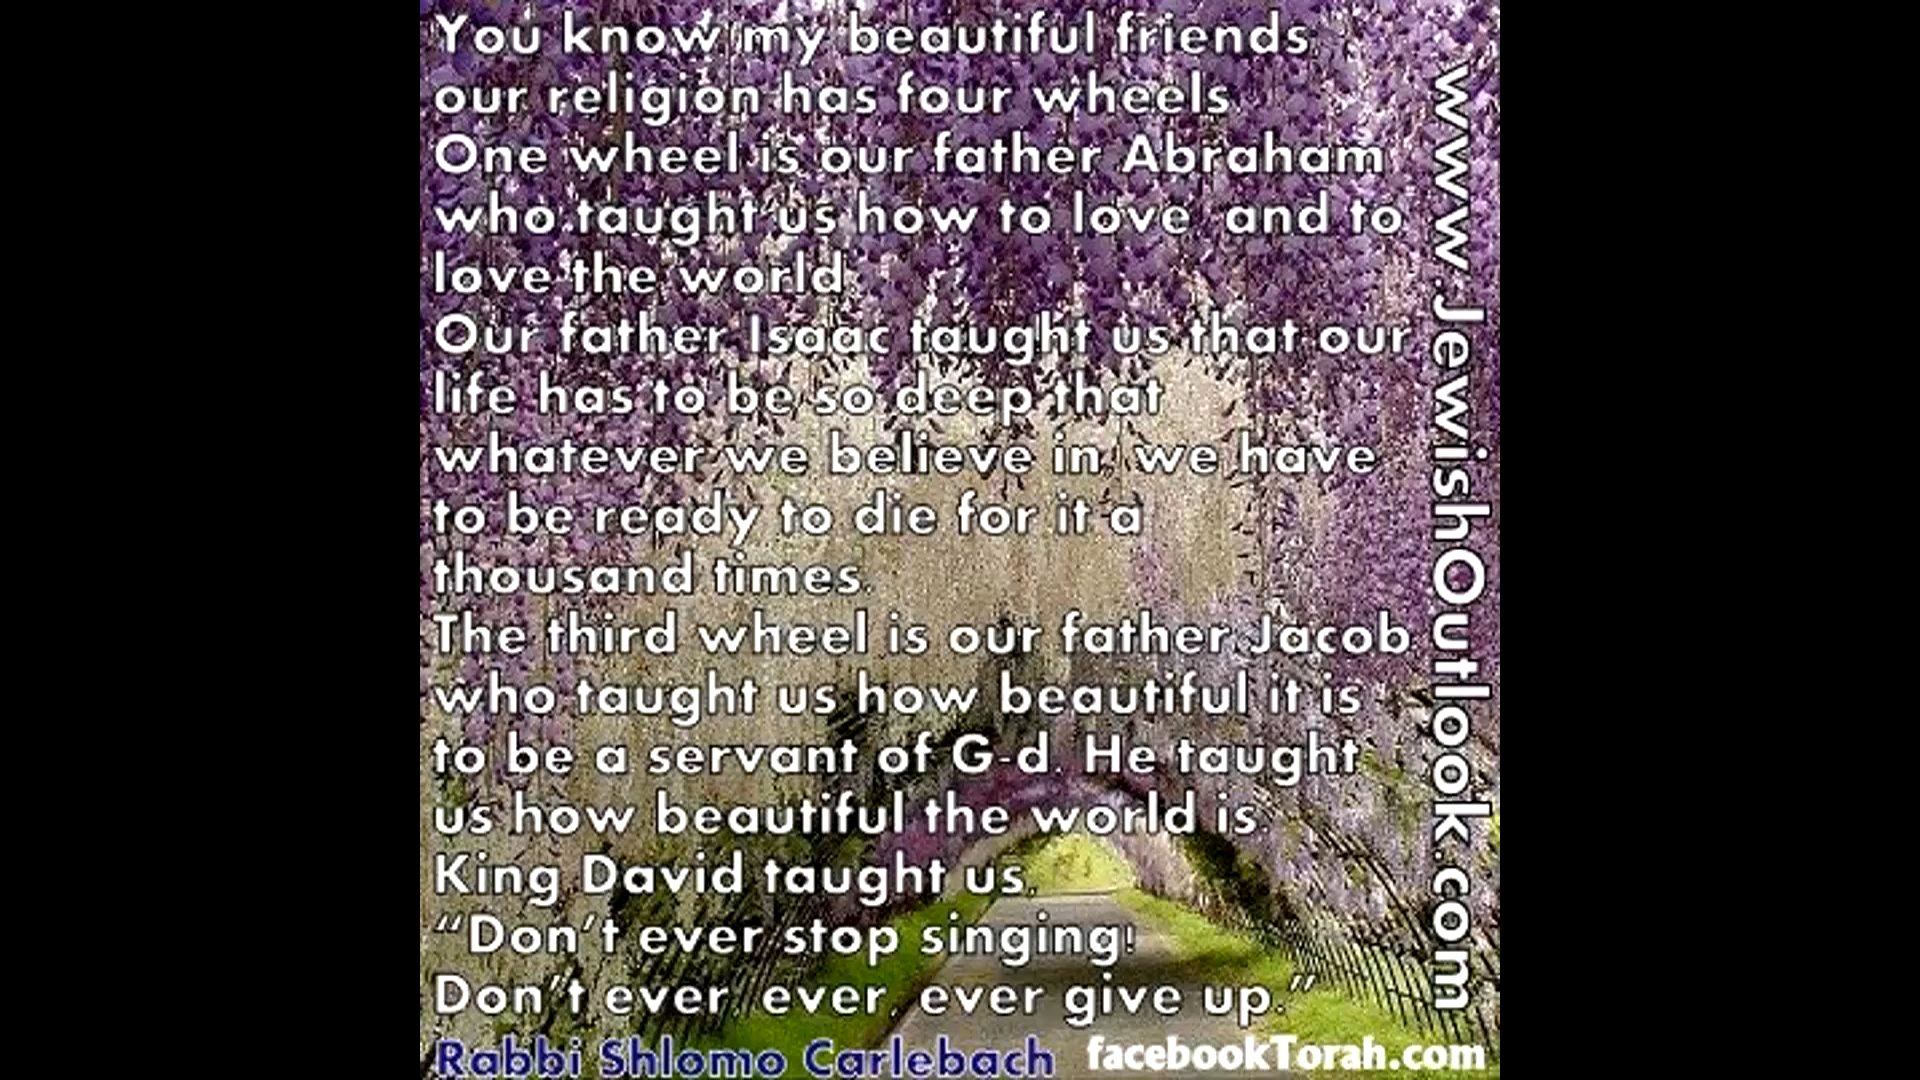 You know my beautiful friends,
our religion has four wheels
One wheel is our father Abraham
who taught us how to love and to
love the world
Our father Isaac taught us that our
life has to be so deep that
whatever we believe in, we have
to be ready to die for it a
thousand times.
The third wheel is our father Jacob
who taught us how beautiful it is
to be a servant of G-d. He taught
us how beautiful the world is.
King David taught us,
“Don’t ever stop singing!
Don’t ever, ever, ever give up.”
Rabbi Shlomo Carlebach
facebookTorah.com
www.JewishOutlook.com